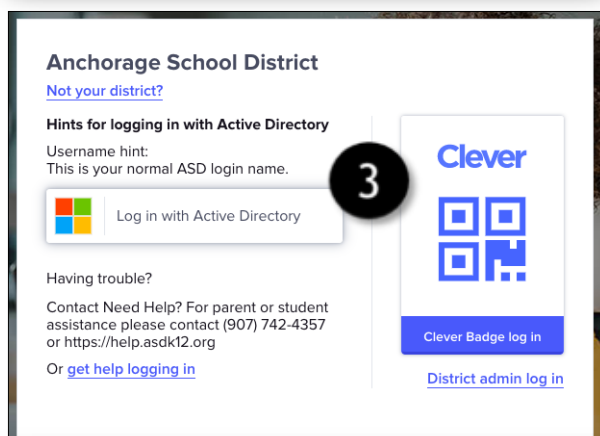 Anchorage School District
Not your district?
Hints for logging in with Active Directory
Username hint:
This is your normal ASD login name.
Log in with Active Directory
Having trouble?
Contact Need Help? For parent or student
assistance please contact (907) 742-4357
or https://help.asdk12.org
Or get help logging in
3
Clever
Clever Badge log in
District admin log in